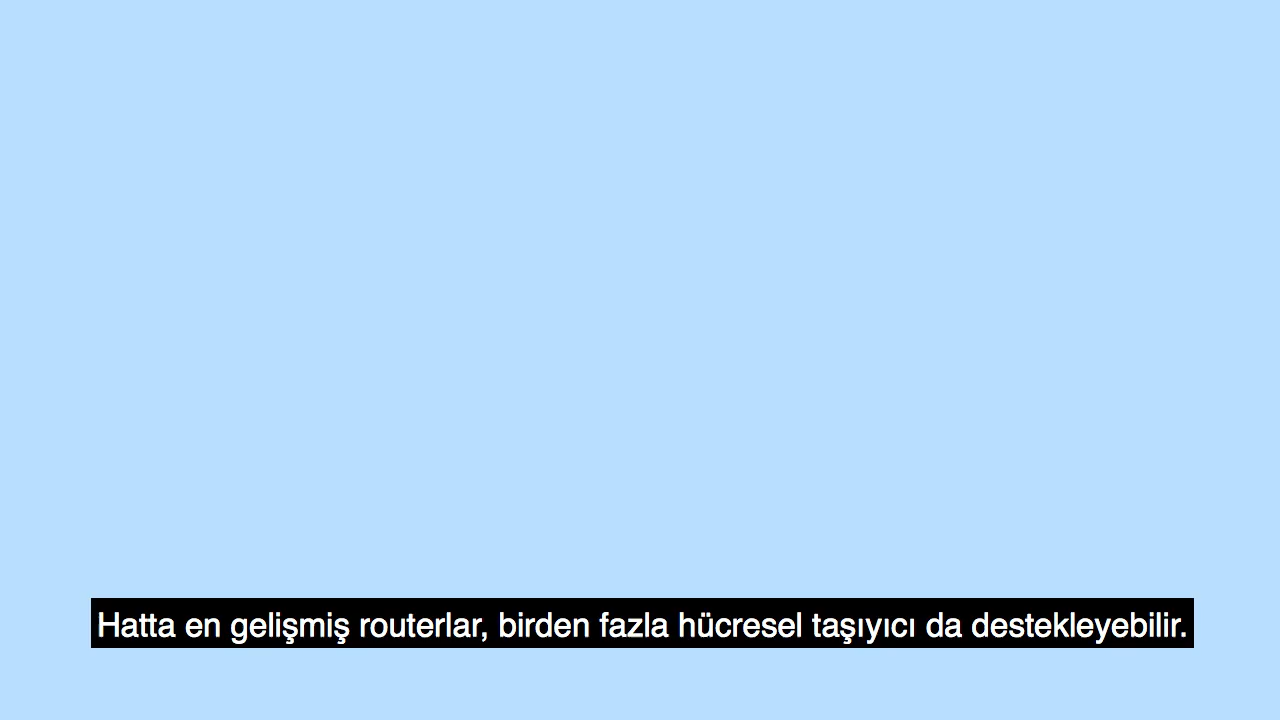 Hatta en gelişmiş routerlar, birden fazla hücresel taşıyıcı da destekleyebilir.